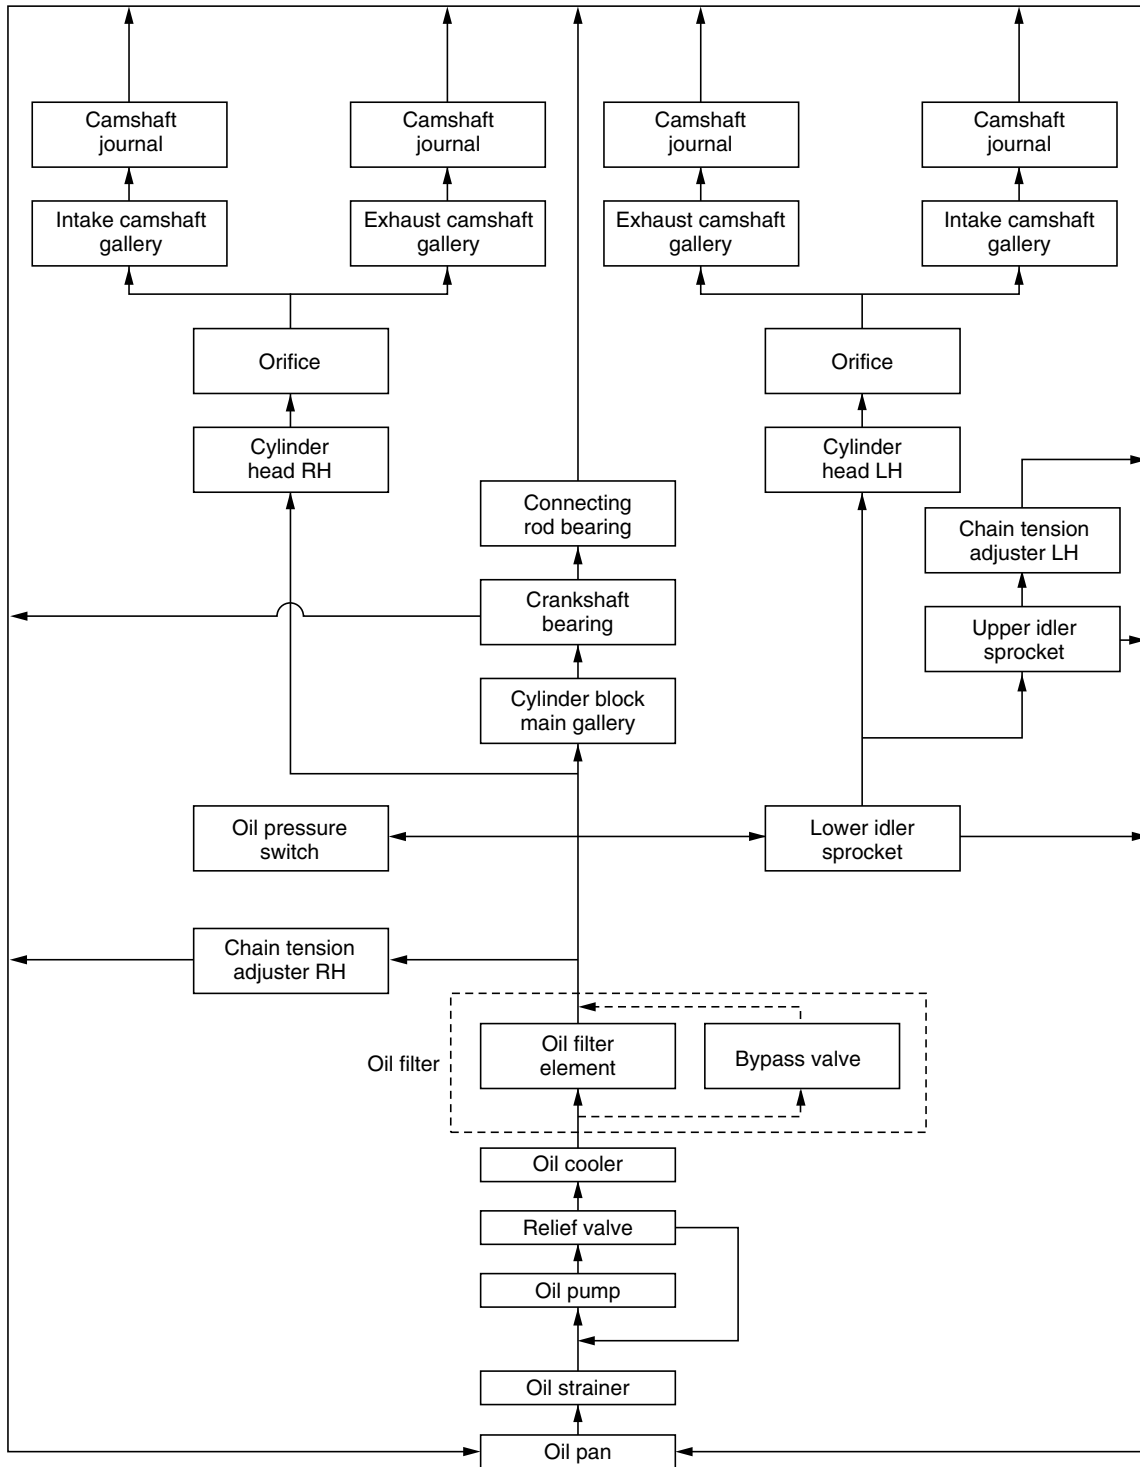 Camshaft
journal
Camshaft
journal
Camshaft
journal
Camshaft
journal
Intake camshaft
gallery
Exhaust camshaft
gallery
Exhaust camshaft
gallery
Intake camshaft
gallery
Orifice
Orifice
Cylinder
head RH
Cylinder
head LH
Connecting
rod bearing
Chain tension
adjuster LH
Crankshaft
bearing
Upper idler
sprocket
Cylinder block
main gallery
Oil pressure
switch
Lower idler
sprocket
Chain tension
adjuster RH
Oil filter
Oil filter
element
Bypass valve
Oil cooler
Relief valve
Oil pump
Oil strainer
Oil pan